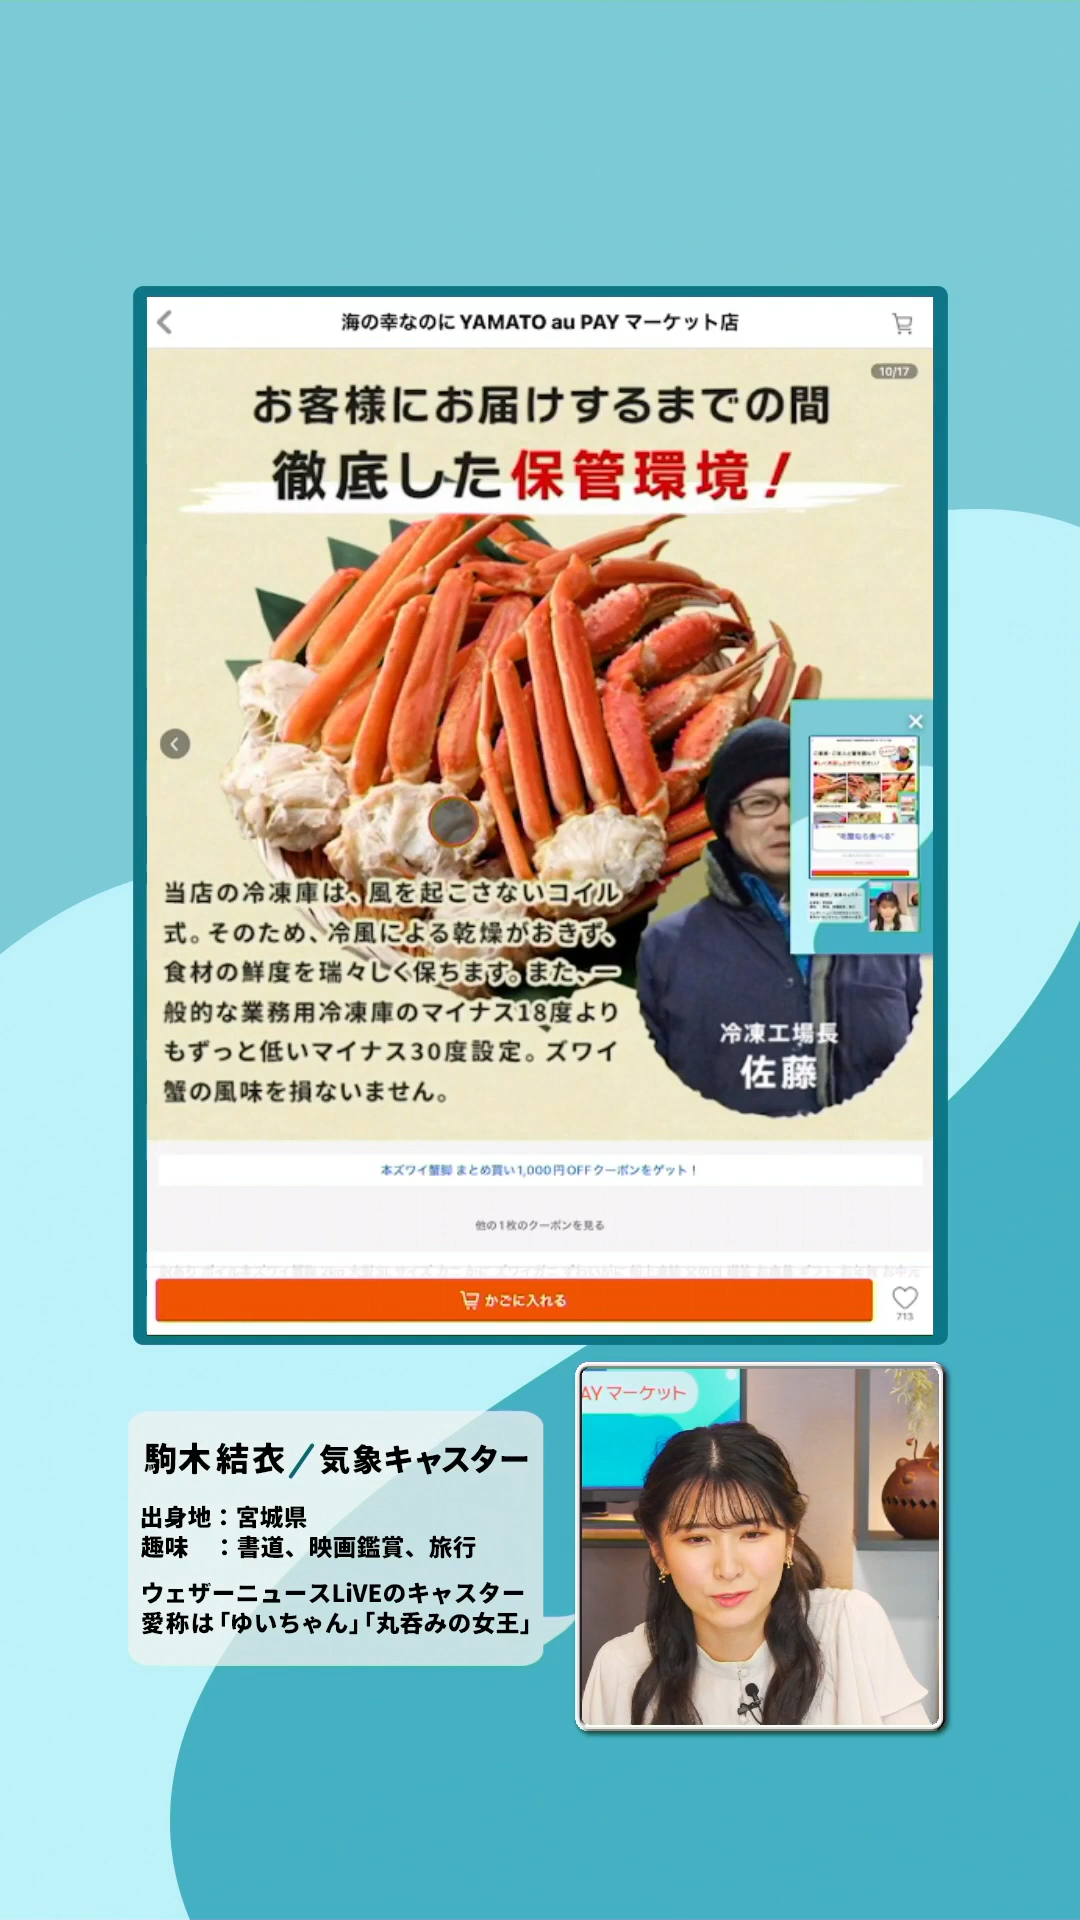 海の幸なのにYAMATO au PAY マーケット店
10/17
お客様にお届けするまでの間
徹底した保管環境!
当店の冷凍庫は、風を起こさないコイル
式。そのため、冷風による乾燥がおきず、
食材の鮮度を瑞々しく保ちます。また、一
般的な業務用冷凍庫のマイナス18度より
もずっと低いマイナス30度設定。ズワイ
蟹の風味を損ないません。
"毛蟹なら食べる"
冷凍工場長
佐藤
本ズワイ蟹脚 まとめ買い1,000円OFFクーポンをゲット!
他の1枚のクーポンを見る
かごに入れる
713
AY マーケット
駒木結衣/気象キャスター
出身地:宮城県
趣味 :書道、映画鑑賞、旅行
ウェザーニュースLiVEのキャスター
愛称は「ゆいちゃん」「丸呑みの女王」